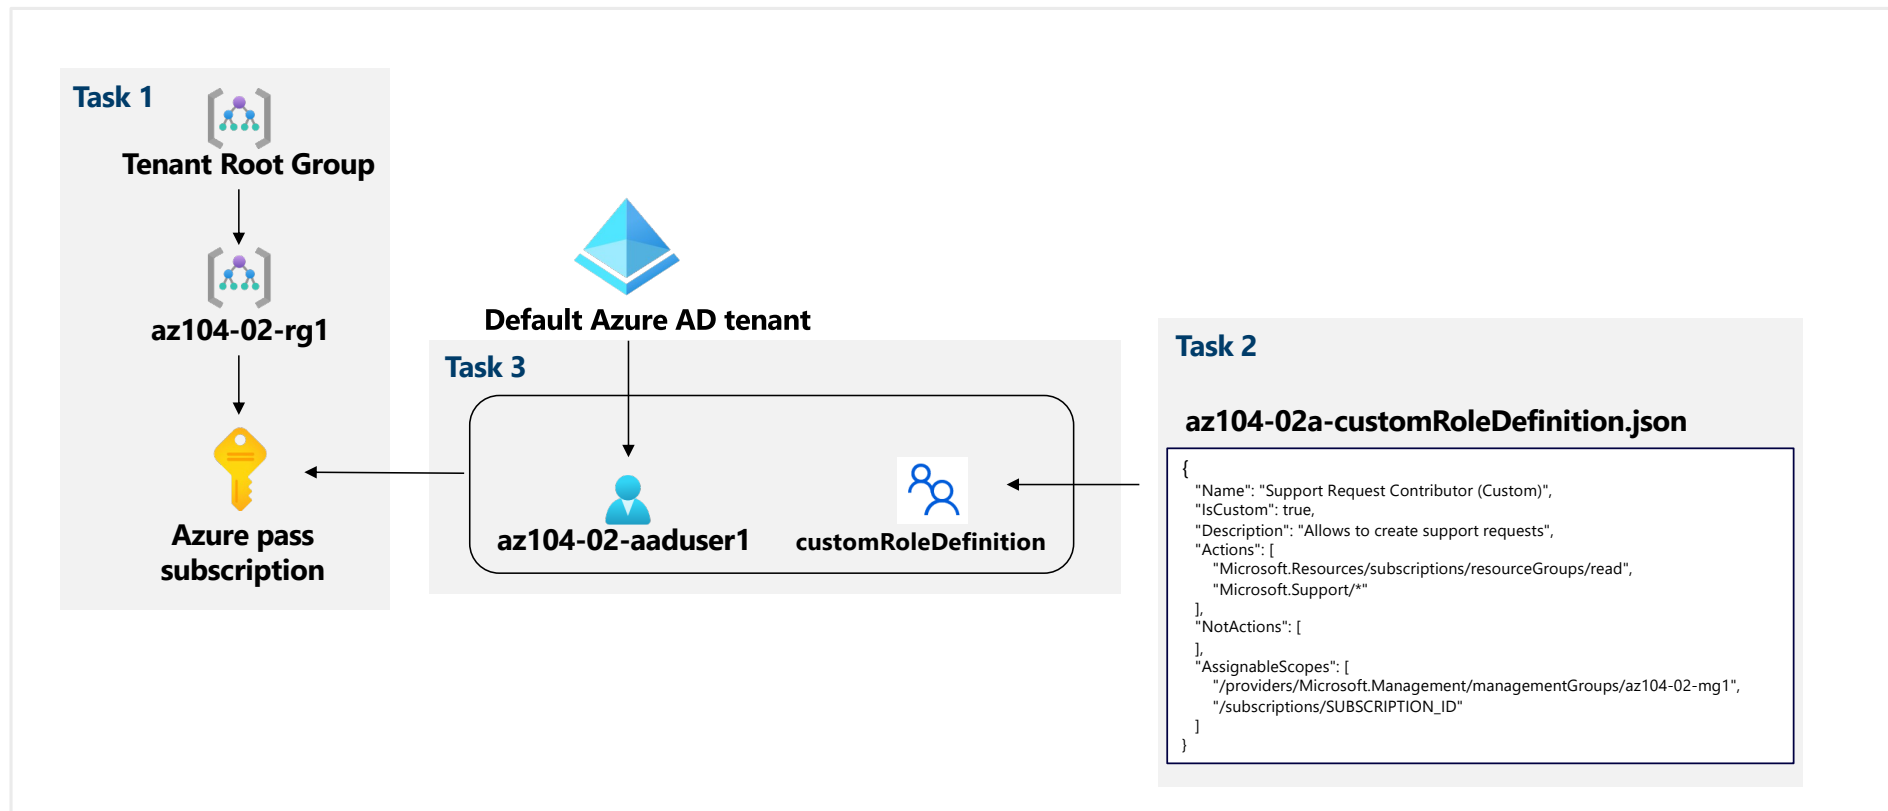 Task 1
Tenant Root Group
az104-02-rg1
Azure pass
subscription
Default Azure AD tenant
Task 3
az104-02-aaduser1
customRoleDefinition
Task 2
az104-02a-customRoleDefinition.json
{
"Name": "Support Request Contributor (Custom)",
"IsCustom": true,
"Description": "Allows to create support requests",
"Actions": [
"Microsoft.Resources/subscriptions/resourceGroups/read",
"Microsoft.Support/*"
],
"NotActions": [
],
"AssignableScopes": [
"/providers/Microsoft.Management/managementGroups/az104-02-mg1",
"/subscriptions/SUBSCRIPTION_ID"
]
}